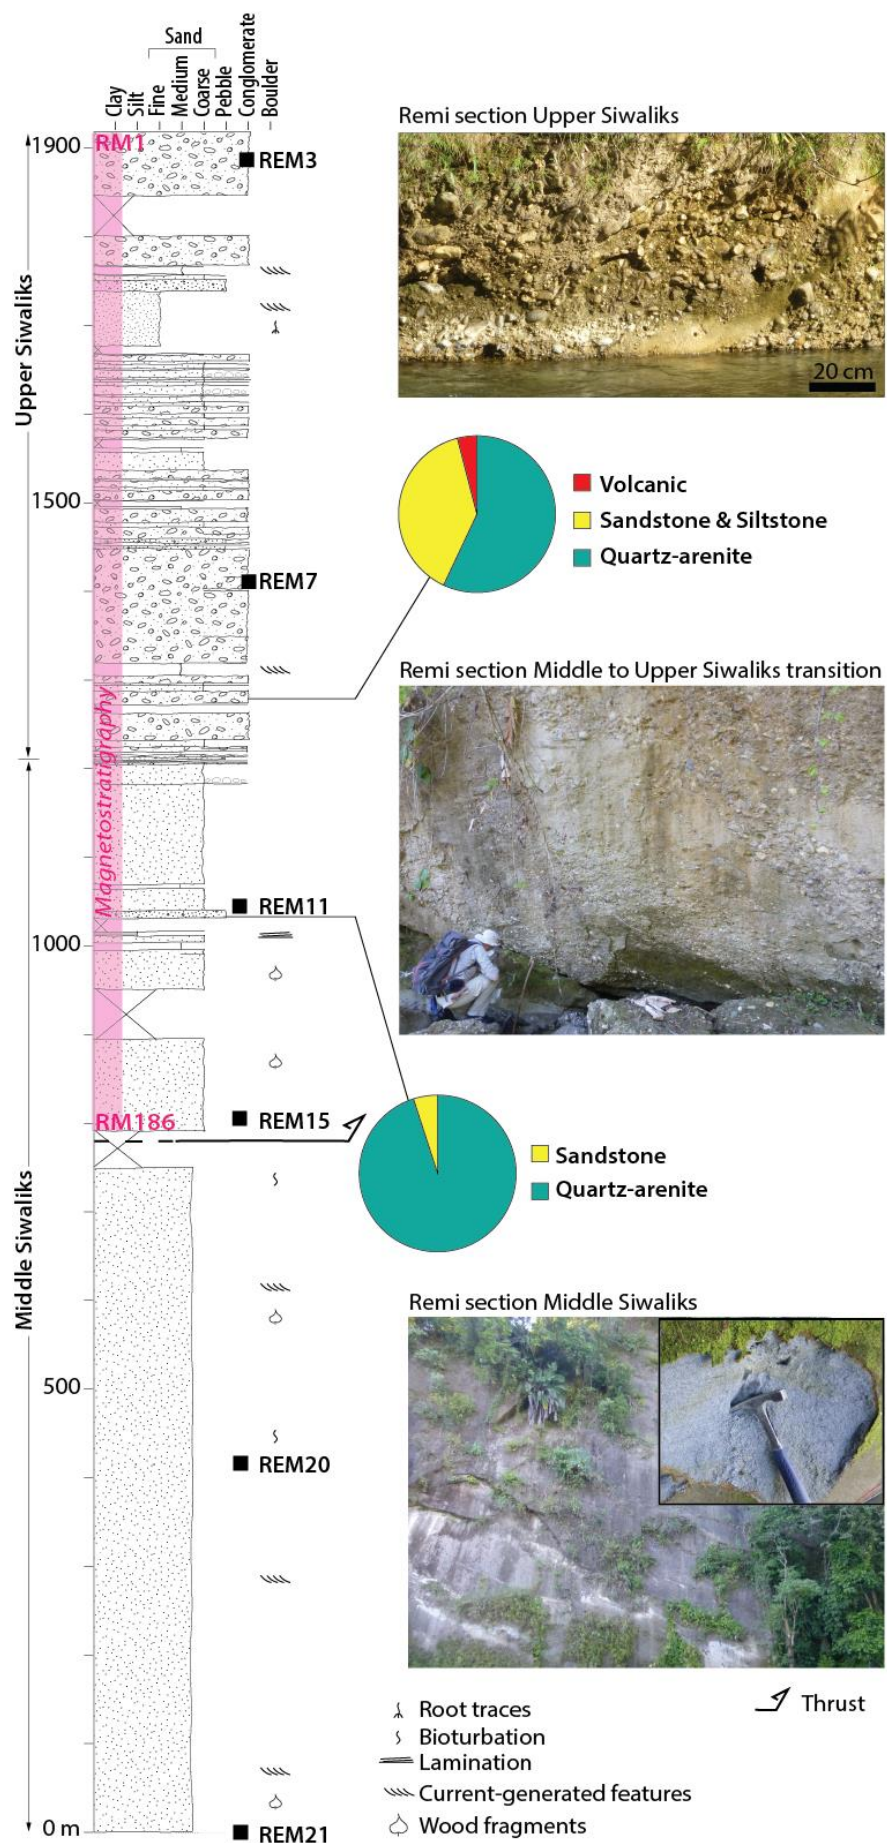 Sand
Clay
Silt
Fine
Medium
Coarse
Pebble
Conglomerate
Boulder
1900
RM1
REM3
Remi section Upper Siwaliks
20 cm
Upper Siwaliks
1500
Volcanic
Sandstone & Siltstone
Quartz-arenite
REM7
Remi section Middle to Upper Siwaliks transition
Magnetostratigraphy
REM11
1000
RM186
REM15
Sandstone
Quartz-arenite
Middle Siwaliks
Remi section Middle Siwaliks
500
REM20
Root traces
Thrust
Bioturbation
Lamination
Current-generated features
Wood fragments
0 m
REM21